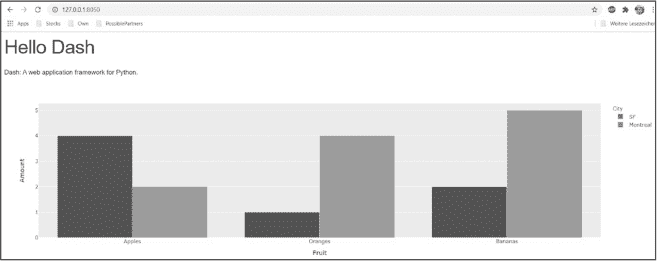 127.0.0.1:8050
Apps Stocks Own PossiblePartners Weitere Lesezeichen
Hello Dash
Dash: A web application framework for Python.
City
SF
Montreal
Amount
5
4
3
2
1
0
Apples Oranges Bananas
Fruit